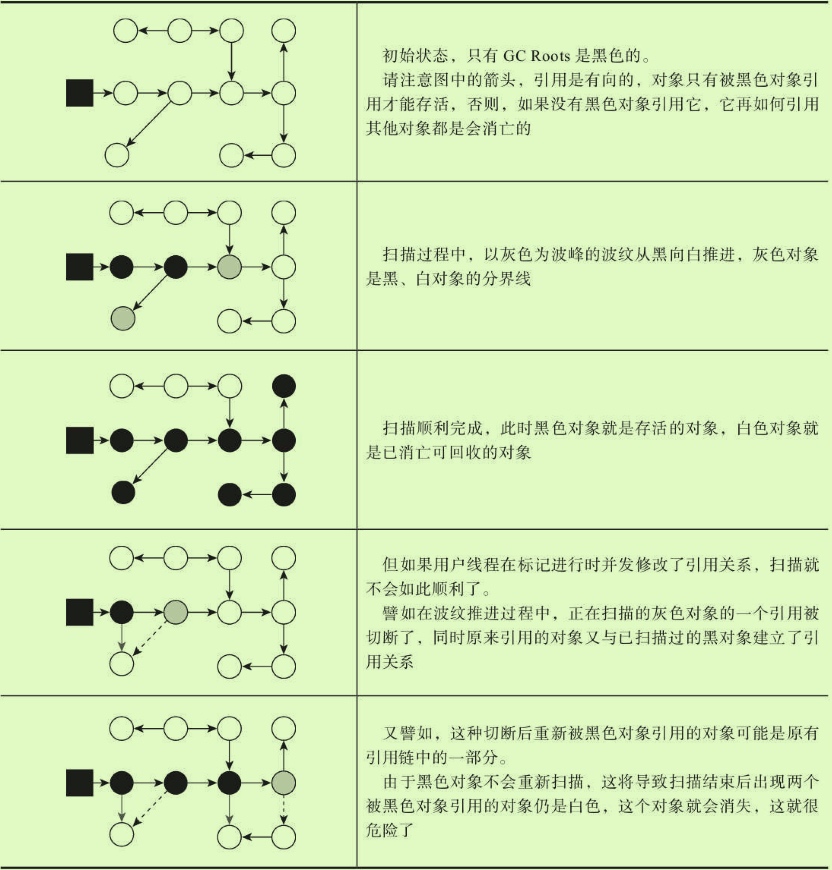 初始状态，只有 GC Roots 是黑色的。
请注意图中的箭头，引用是有向的，对象只有被黑色对象引
用才能存活，否则，如果没有黑色对象引用它，它再如何引用
其他对象都是会消亡的
扫描过程中，以灰色为波峰的波纹从黑向白推进，灰色对象
是黑、白对象的分界线
扫描顺利完成，此时黑色对象就是存活的对象，白色对象就
是已消亡可回收的对象
但如果用户线程在标记进行时并发修改了引用关系，扫描就
不会如此顺利了。
譬如在波纹推进过程中，正在扫描的灰色对象的一个引用被
切断了，同时原来引用的对象又与已扫描过的黑对象建立了引
用关系
又譬如，这种切断后重新被黑色对象引用的对象可能是原有
引用链中的一部分。
由于黑色对象不会重新扫描，这将导致扫描结束后出现两个
被黑色对象引用的对象仍是白色，这个对象就会消失，这就很
危险了